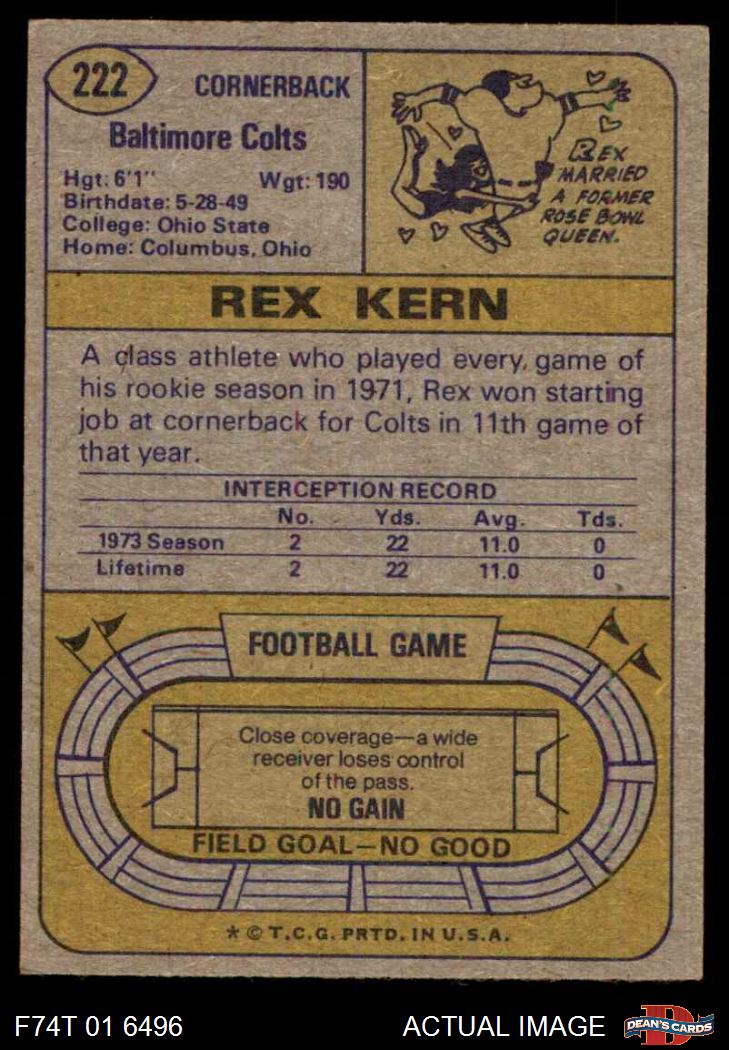 222
CORNERBACK
Baltimore Colts
Hgt: 6'1" Wgt: 190
Birthdate: 5-28-49
College: Ohio State
Home: Columbus, Ohio
REX
MARRIED
A FORMER
ROSE BOWL
QUEEN.
REX KERN
A class athlete who played every game of
his rookie season in 1971, Rex won starting
job at cornerback for Colts in 11th game of
that year.
INTERCEPTION RECORD
No. Yds. Avg. Tds.
1973 Season 2 22 11.0 0
Lifetime 2 22 11.0 0
FOOTBALL GAME
Close coverage—a wide
receiver loses control
of the pass.
NO GAIN
FIELD GOAL—NO GOOD
* © T.C.G. PRTD. IN U.S.A.
F74T 01 6496 ACTUAL IMAGE
D
DEAN'S CARDS